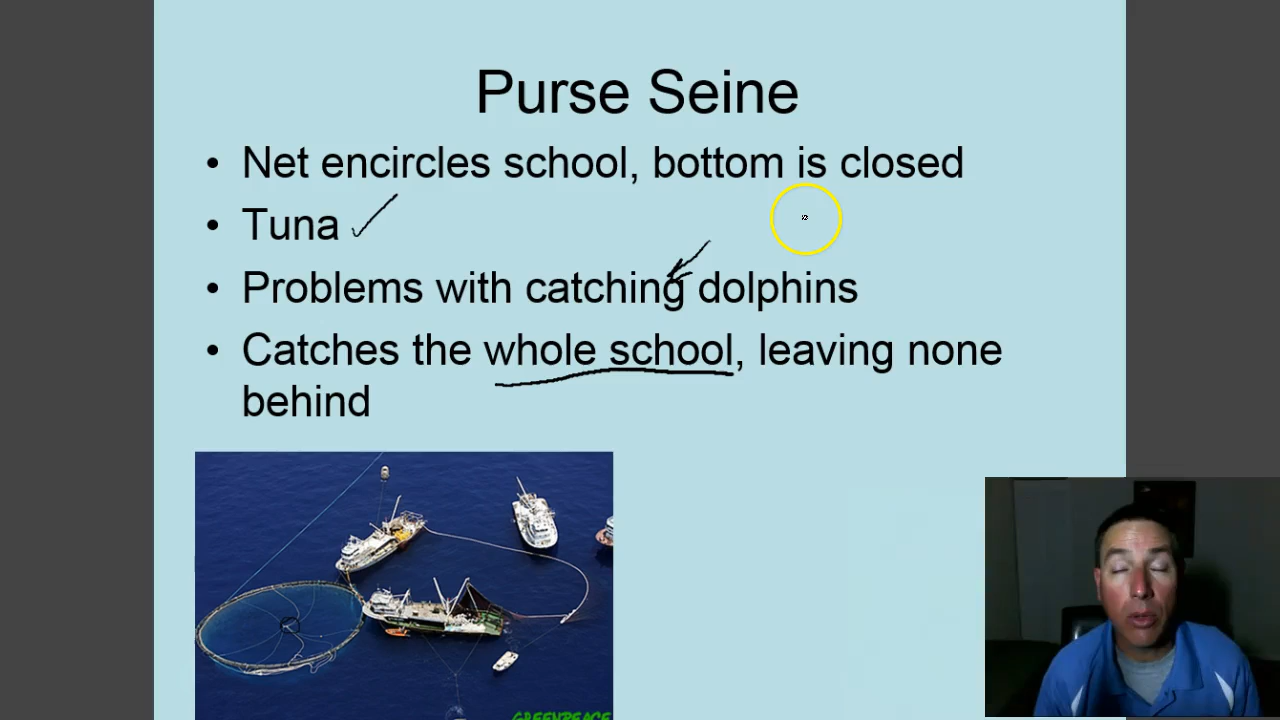 Purse Seine
• Net encircles school, bottom is closed
• Tuna
• Problems with catching dolphins
• Catches the whole school, leaving none
behind
GREENPEACE